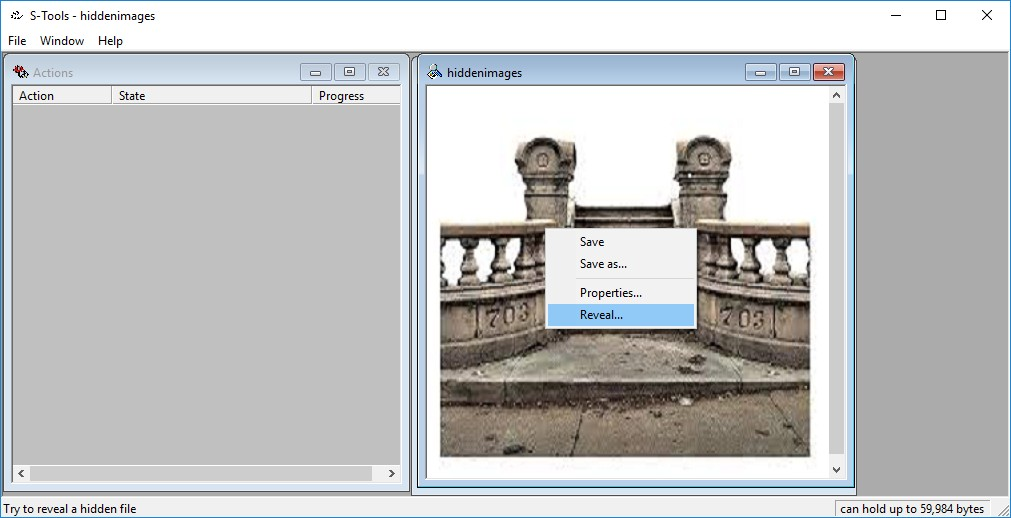 S-Tools - hiddenimages
File Window Help
Actions
Action State Progress
hiddenimages
703 703
Save
Save as...
Properties...
Reveal...
Try to reveal a hidden file
can hold up to 59,984 bytes